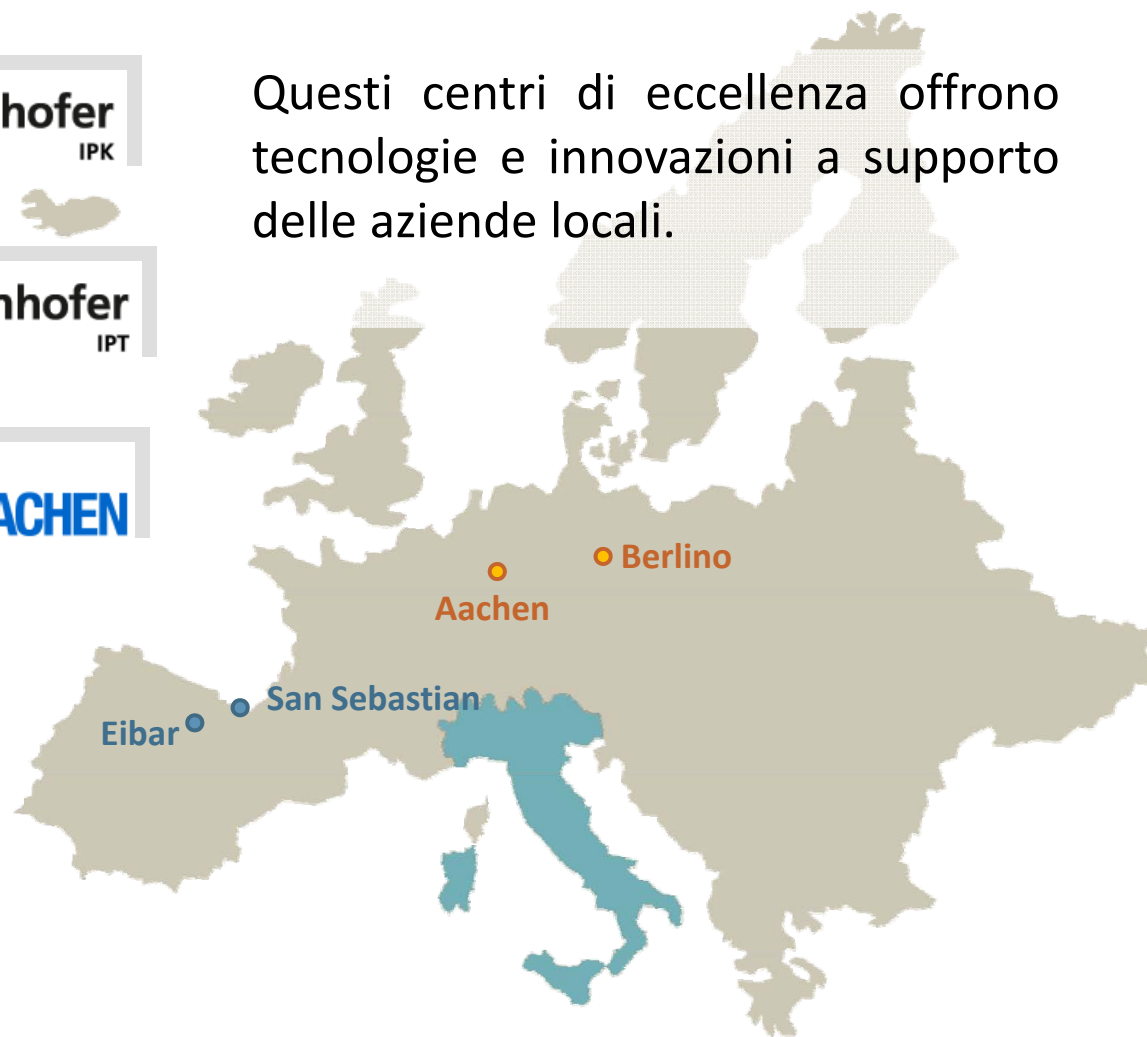 hofer
IPK
Questi centri di eccellenza offrono
tecnologie e innovazioni a supporto
delle aziende locali.
nhofer
IPT
ACHEN
Berlino
Aachen
San Sebastian
Eibar